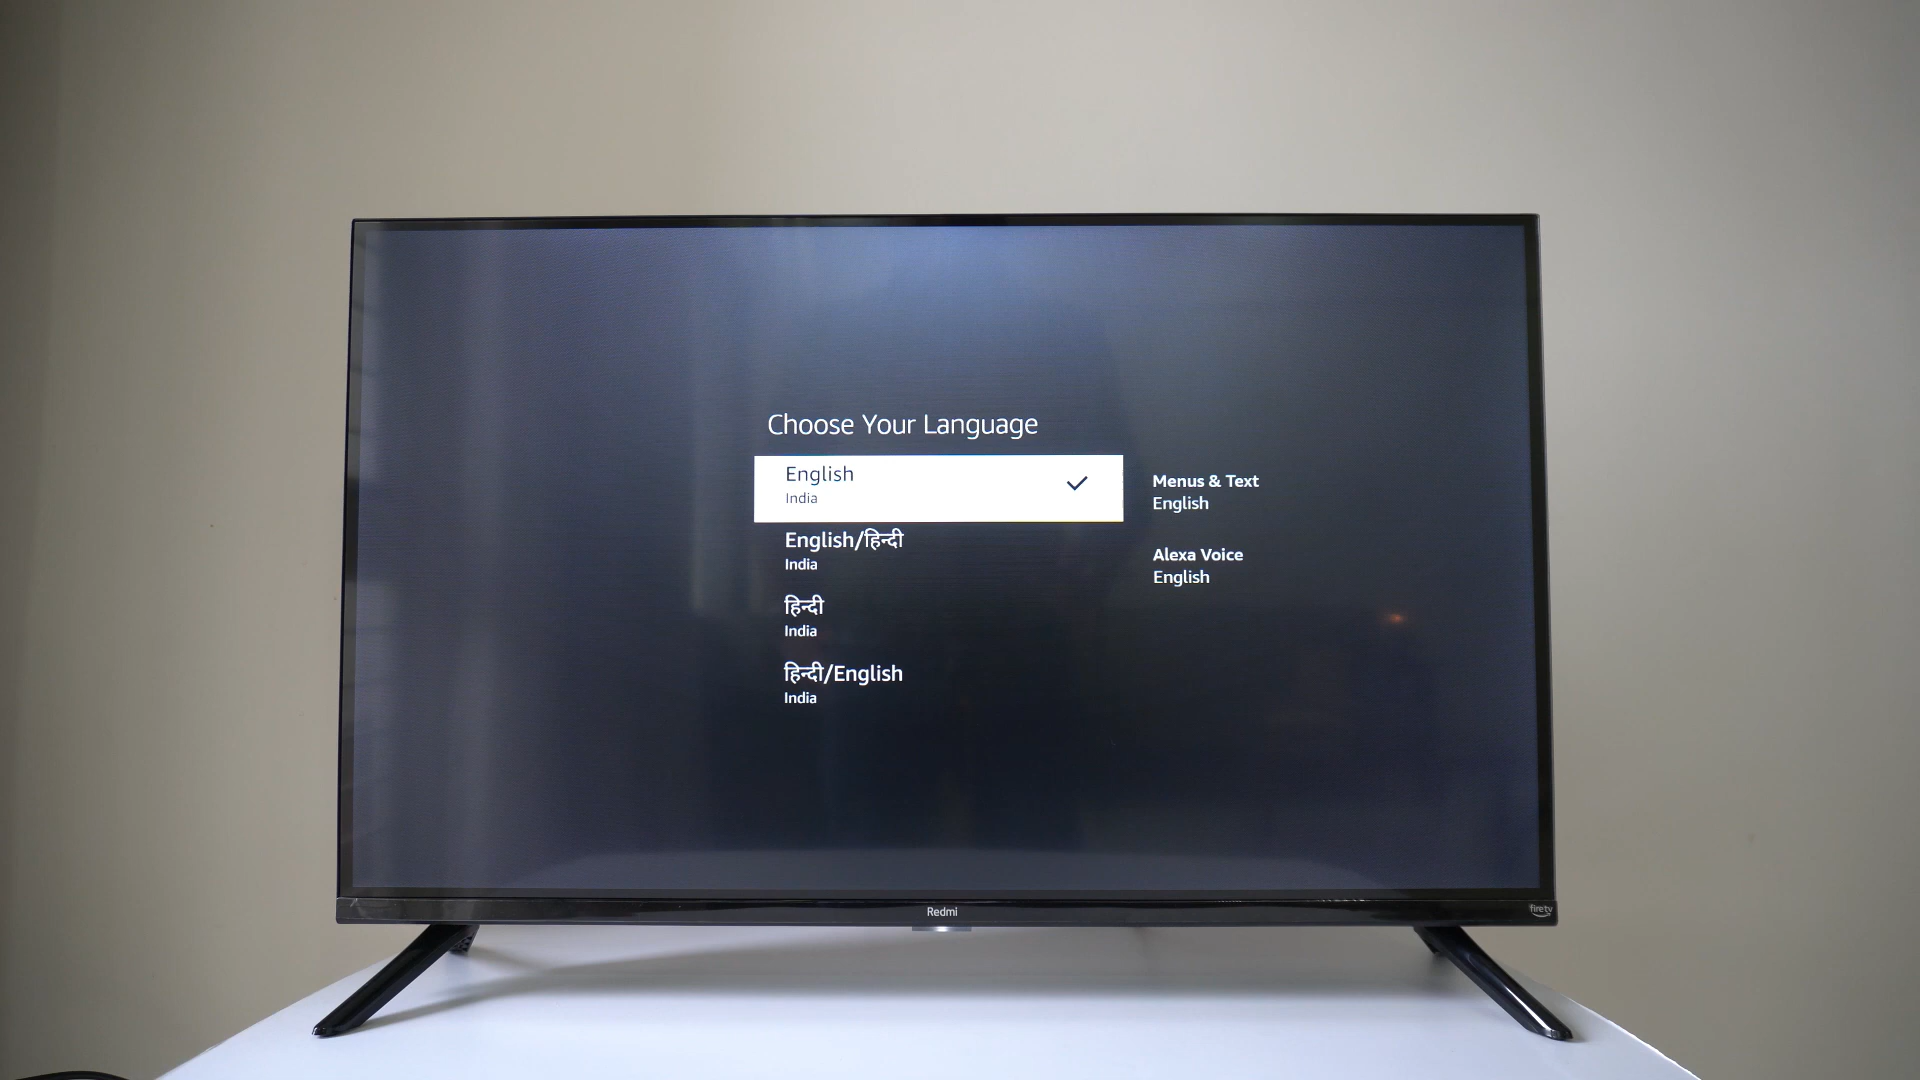 Choose Your Language
English
India
English/हिन्दी
India
हिन्दी
India
हिन्दी/English
India
Menus & Text
English
Alexa Voice
English
Redmi
firetv